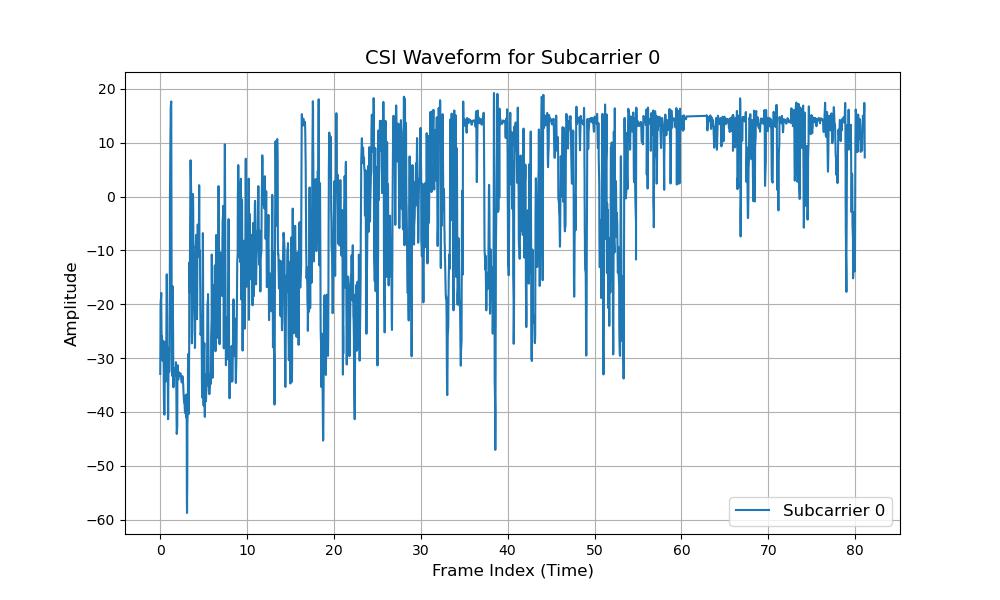 CSI Waveform for Subcarrier 0
Amplitude
20
10
0
−10
−20
−30
−40
−50
−60
Subcarrier 0
0 10 20 30 40 50 60 70 80
Frame Index (Time)